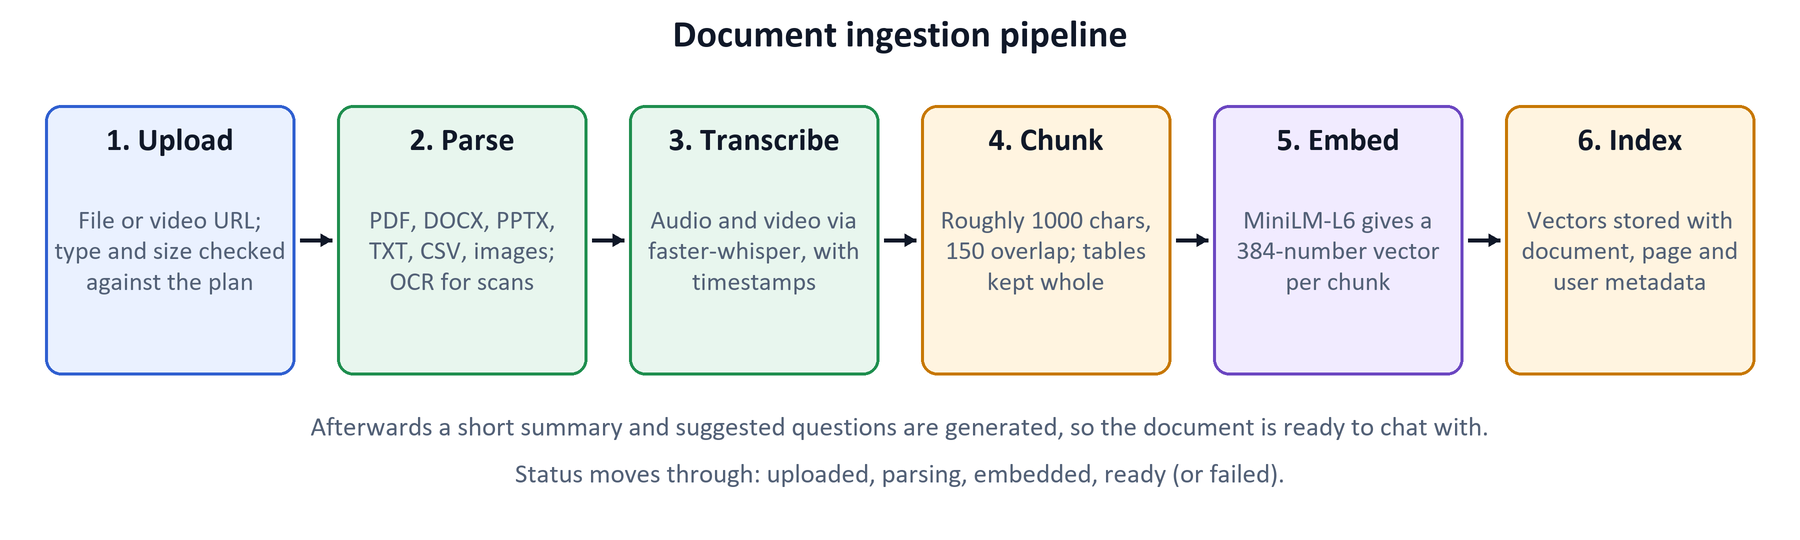 Document ingestion pipeline
1. Upload
File or video URL;
type and size checked
against the plan
2. Parse
PDF, DOCX, PPTX,
TXT, CSV, images;
OCR for scans
3. Transcribe
Audio and video via
faster-whisper, with
timestamps
4. Chunk
Roughly 1000 chars,
150 overlap; tables
kept whole
5. Embed
MiniLM-L6 gives a
384-number vector
per chunk
6. Index
Vectors stored with
document, page and
user metadata
Afterwards a short summary and suggested questions are generated, so the document is ready to chat with.
Status moves through: uploaded, parsing, embedded, ready (or failed).